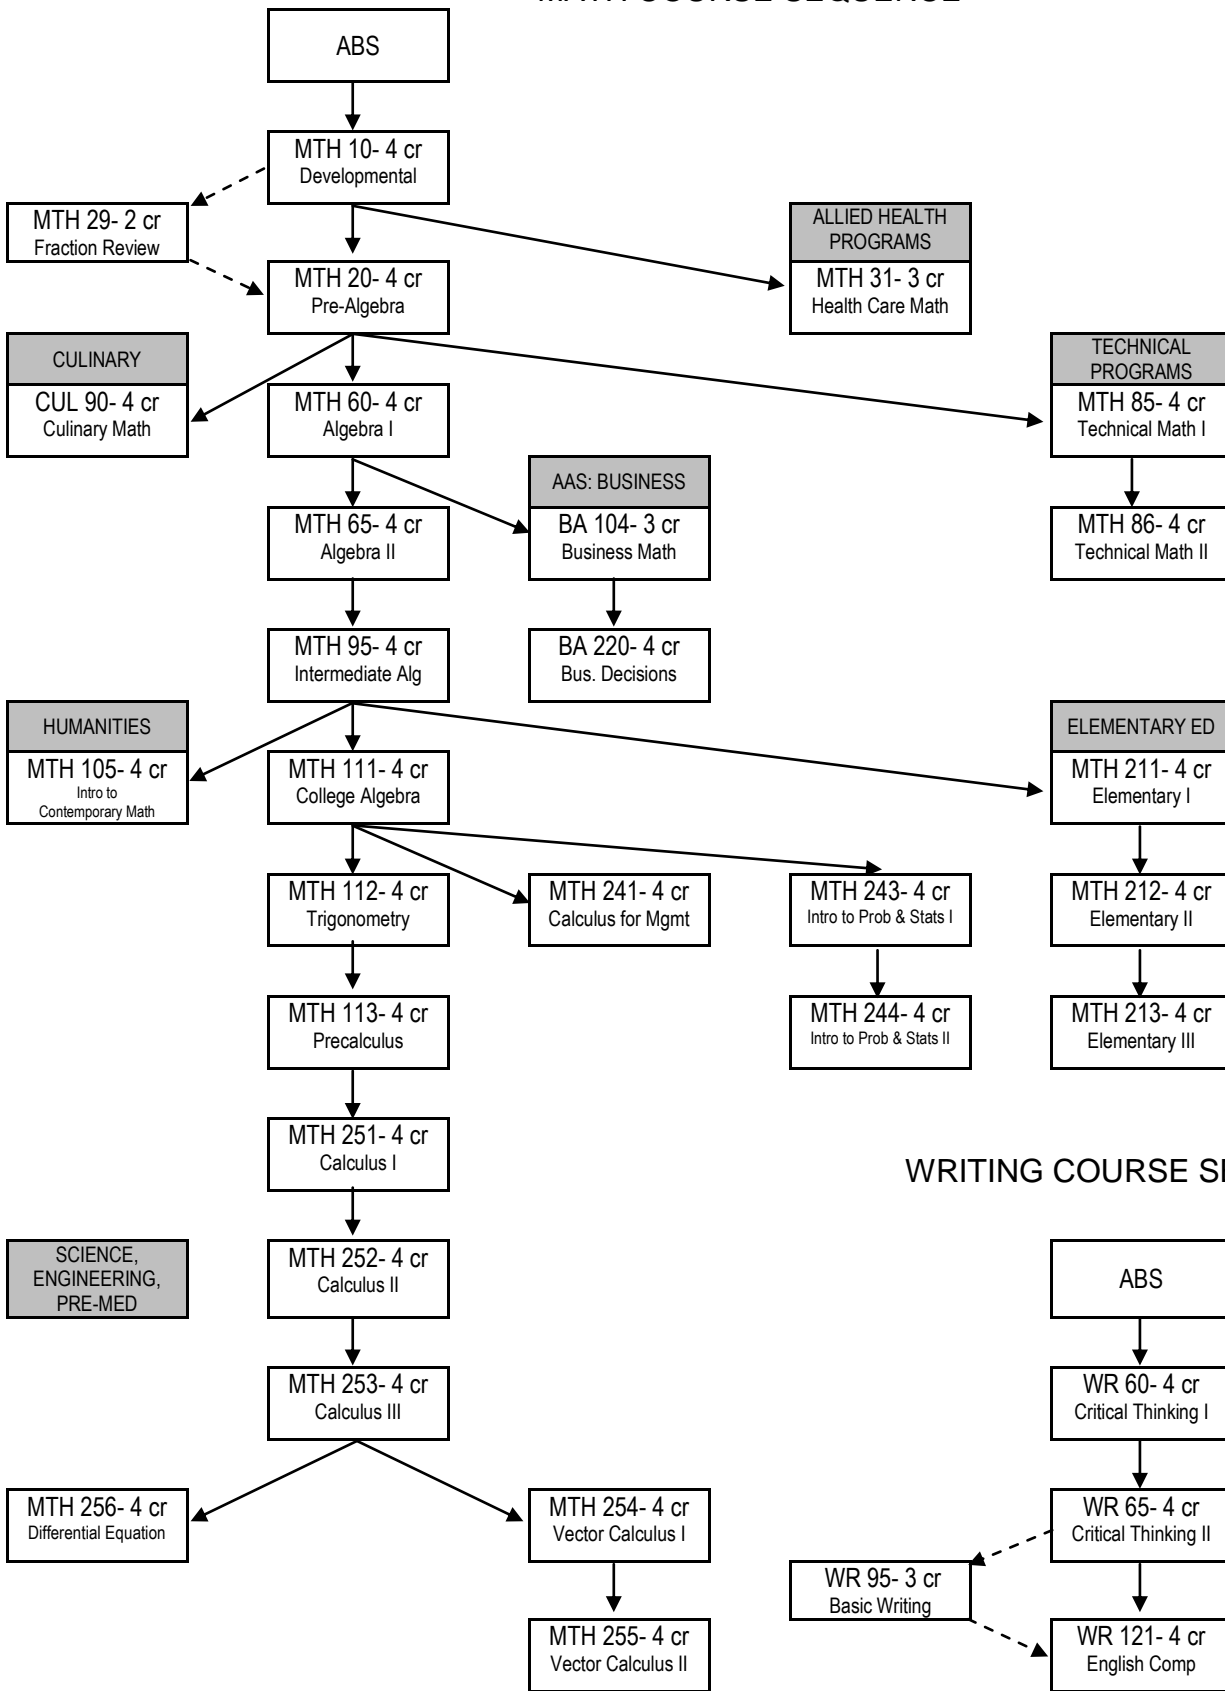 MATH COURSE SEQUENCE
ABS
MTH 10- 4 cr
Developmental
MTH 29- 2 cr
Fraction Review
ALLIED HEALTH
PROGRAMS
MTH 31- 3 cr
Health Care Math
MTH 20- 4 cr
Pre-Algebra
CULINARY
CUL 90- 4 cr
Culinary Math
MTH 60- 4 cr
Algebra I
TECHNICAL
PROGRAMS
MTH 85- 4 cr
Technical Math I
AAS: BUSINESS
BA 104- 3 cr
Business Math
MTH 65- 4 cr
Algebra II
MTH 86- 4 cr
Technical Math II
MTH 95- 4 cr
Intermediate Alg
BA 220- 4 cr
Bus. Decisions
HUMANITIES
MTH 105- 4 cr
Intro to
Contemporary Math
MTH 111- 4 cr
College Algebra
ELEMENTARY ED
MTH 211- 4 cr
Elementary I
MTH 112- 4 cr
Trigonometry
MTH 241- 4 cr
Calculus for Mgmt
MTH 243- 4 cr
Intro to Prob & Stats I
MTH 212- 4 cr
Elementary II
MTH 113- 4 cr
Precalculus
MTH 244- 4 cr
Intro to Prob & Stats II
MTH 213- 4 cr
Elementary III
MTH 251- 4 cr
Calculus I
WRITING COURSE SE
SCIENCE,
ENGINEERING,
PRE-MED
MTH 252- 4 cr
Calculus II
ABS
MTH 253- 4 cr
Calculus III
WR 60- 4 cr
Critical Thinking I
MTH 256- 4 cr
Differential Equation
MTH 254- 4 cr
Vector Calculus I
WR 65- 4 cr
Critical Thinking II
WR 95- 3 cr
Basic Writing
MTH 255- 4 cr
Vector Calculus II
WR 121- 4 cr
English Comp